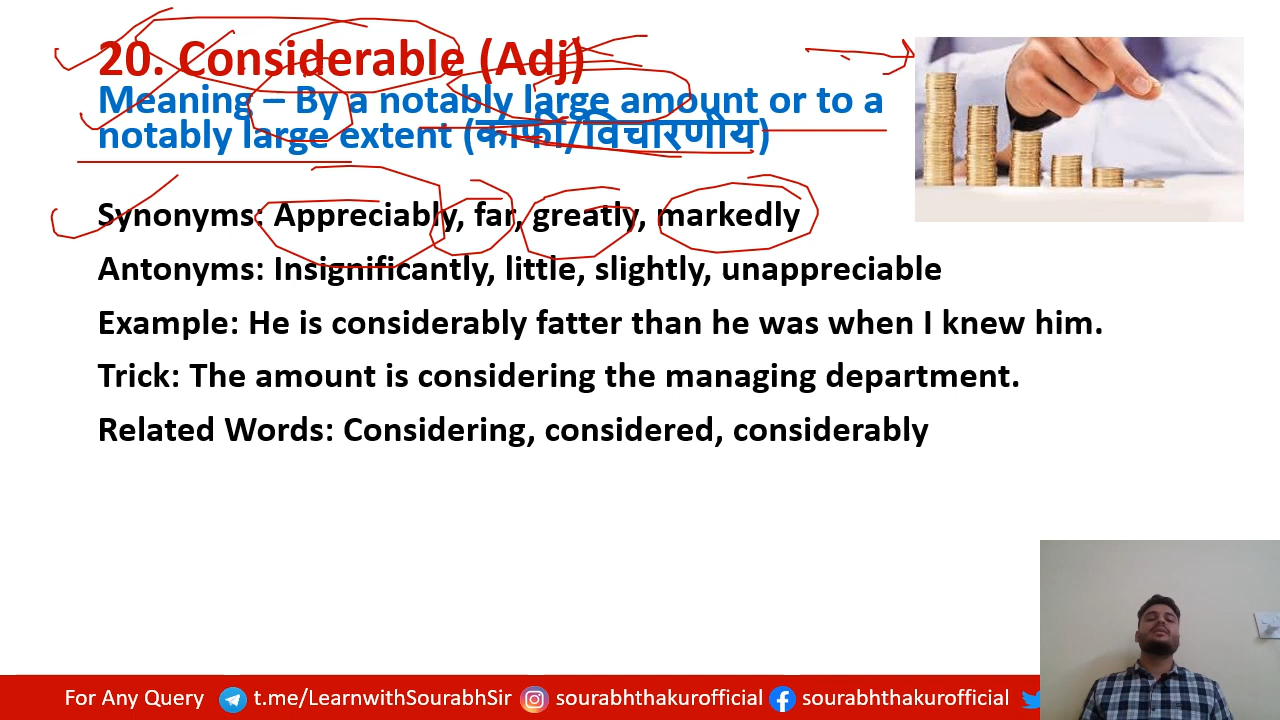 20. Considerable (Adj)
Meaning – By a notably large amount or to a
notably large extent (काफी/विचारणीय)
Synonyms: Appreciably, far, greatly, markedly
Antonyms: Insignificantly, little, slightly, unappreciable
Example: He is considerably fatter than he was when I knew him.
Trick: The amount is considering the managing department.
Related Words: Considering, considered, considerably
For Any Query t.me/LearnwithSourabhSir sourabhthakurofficial sourabhthakurofficial